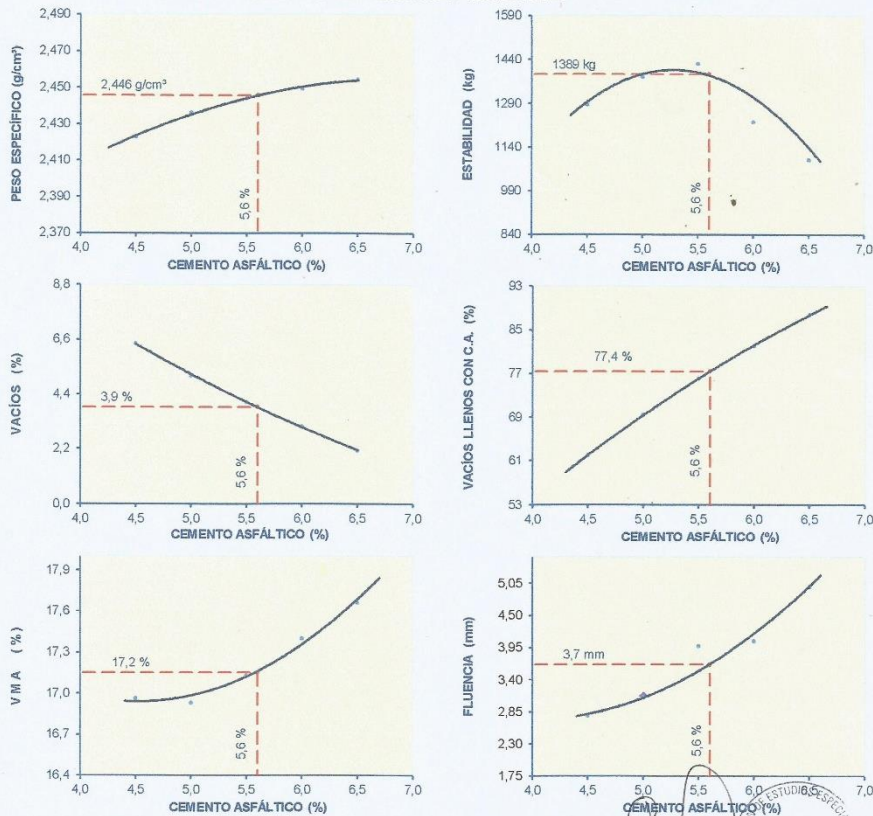 2,490
2,470
2,450
2,430
2,410
2,390
2,370
PESO ESPECÍFICO (g/cm³)
2,446 g/cm³
5,6 %
4,0 4,5 5,0 5,5 6,0 6,5 7,0
CEMENTO ASFÁLTICO (%)
1590
1440
1290
1140
990
840
ESTABILIDAD (kg)
1389 kg
5,6 %
4,0 4,5 5,0 5,5 6,0 6,5 7,0
CEMENTO ASFÁLTICO (%)
8,8
6,6
4,4
2,2
0,0
VACÍOS (%)
3,9 %
5,6 %
4,0 4,5 5,0 5,5 6,0 6,5 7,0
CEMENTO ASFÁLTICO (%)
93
85
77
69
61
53
VACÍOS LLENOS CON C.A. (%)
77,4 %
5,6 %
4,0 4,5 5,0 5,5 6,0 6,5 7,0
CEMENTO ASFÁLTICO (%)
17,9
17,6
17,3
17,0
16,7
16,4
V M A ( % )
17,2 %
5,6 %
4,0 4,5 5,0 5,5 6,0 6,5 7,0
CEMENTO ASFÁLTICO (%)
5,05
4,50
3,95
3,40
2,85
2,30
1,75
FLUENCIA (mm)
3,7 mm
5,6 %
4,0 4,5 5,0 5,5 6,0 6,5 7,0
CEMENTO ASFÁLTICO (%)
DE ESTUDIOS